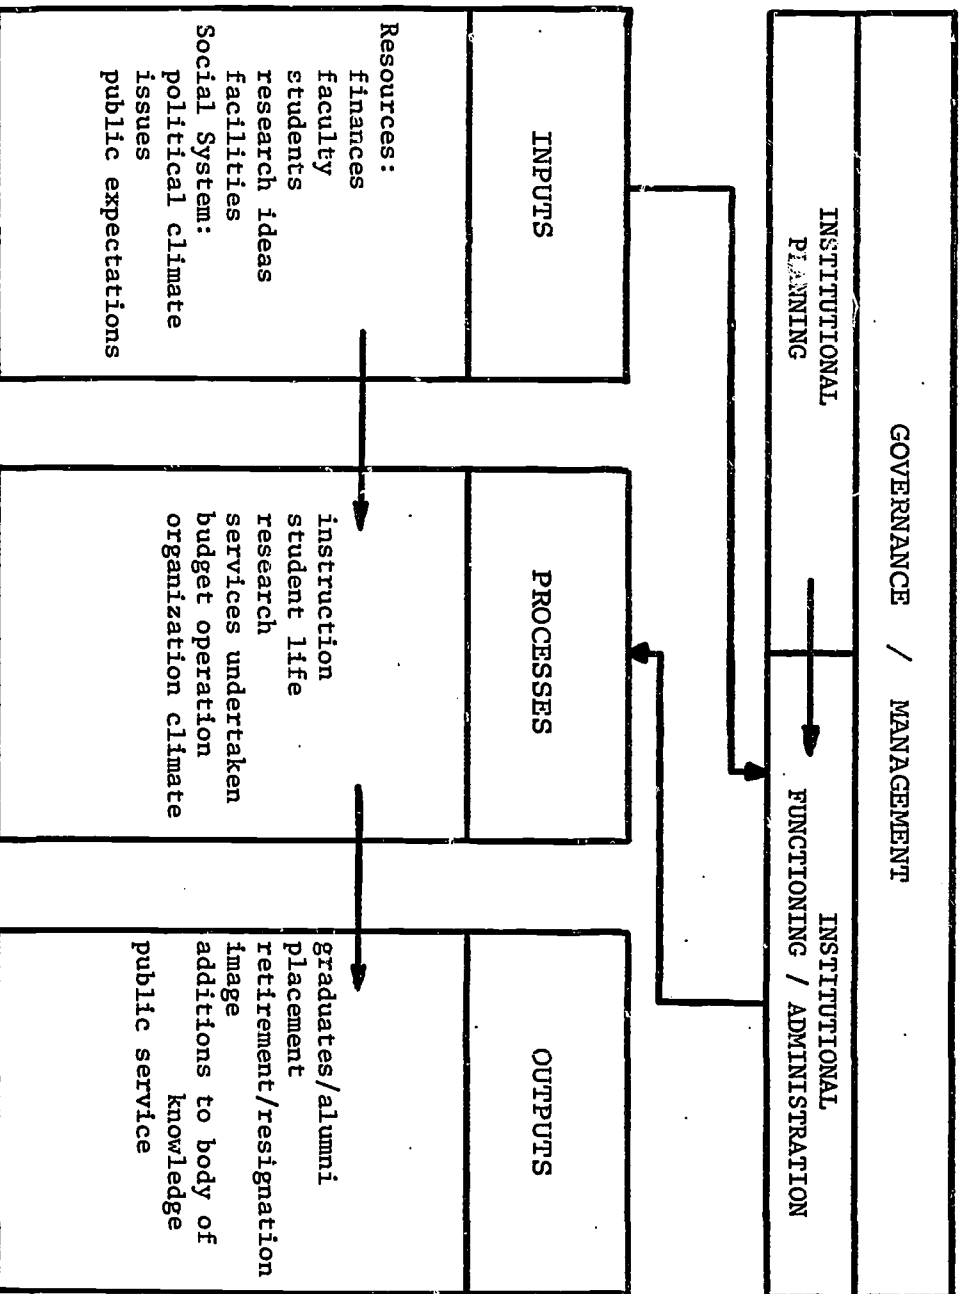 GOVERNANCE / MANAGEMENT
INSTITUTIONAL
PLANNING
INSTITUTIONAL
FUNCTIONING / ADMINISTRATION
INPUTS
Resources:
finances
faculty
students
research ideas
facilities
Social System:
political climate
issues
public expectations
PROCESSES
instruction
student life
research
services undertaken
budget operation
organization climate
OUTPUTS
graduates/alumni
placement
retirement/resignation
image
additions to body of
knowledge
public service